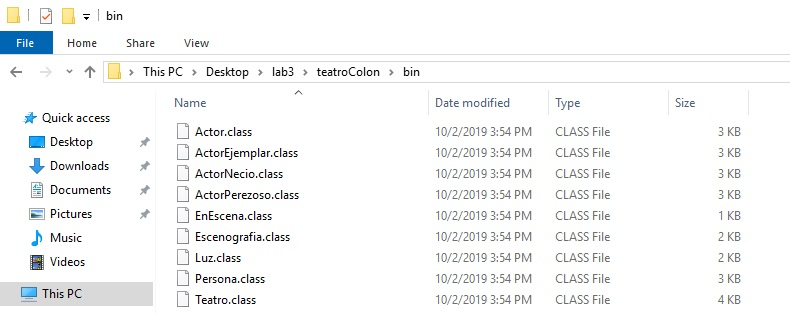 bin
File Home Share View
This PC Desktop lab3 teatroColon bin
Name Date modified Type Size
Quick access
Desktop
Downloads
Documents
Pictures
Music
Videos
This PC
Actor.class 10/2/2019 3:54 PM CLASS File 3 KB
ActorEjemplar.class 10/2/2019 3:54 PM CLASS File 3 KB
ActorNecio.class 10/2/2019 3:54 PM CLASS File 3 KB
ActorPerezoso.class 10/2/2019 3:54 PM CLASS File 3 KB
EnEscena.class 10/2/2019 3:54 PM CLASS File 1 KB
Escenografia.class 10/2/2019 3:54 PM CLASS File 2 KB
Luz.class 10/2/2019 3:54 PM CLASS File 2 KB
Persona.class 10/2/2019 3:54 PM CLASS File 3 KB
Teatro.class 10/2/2019 3:54 PM CLASS File 4 KB